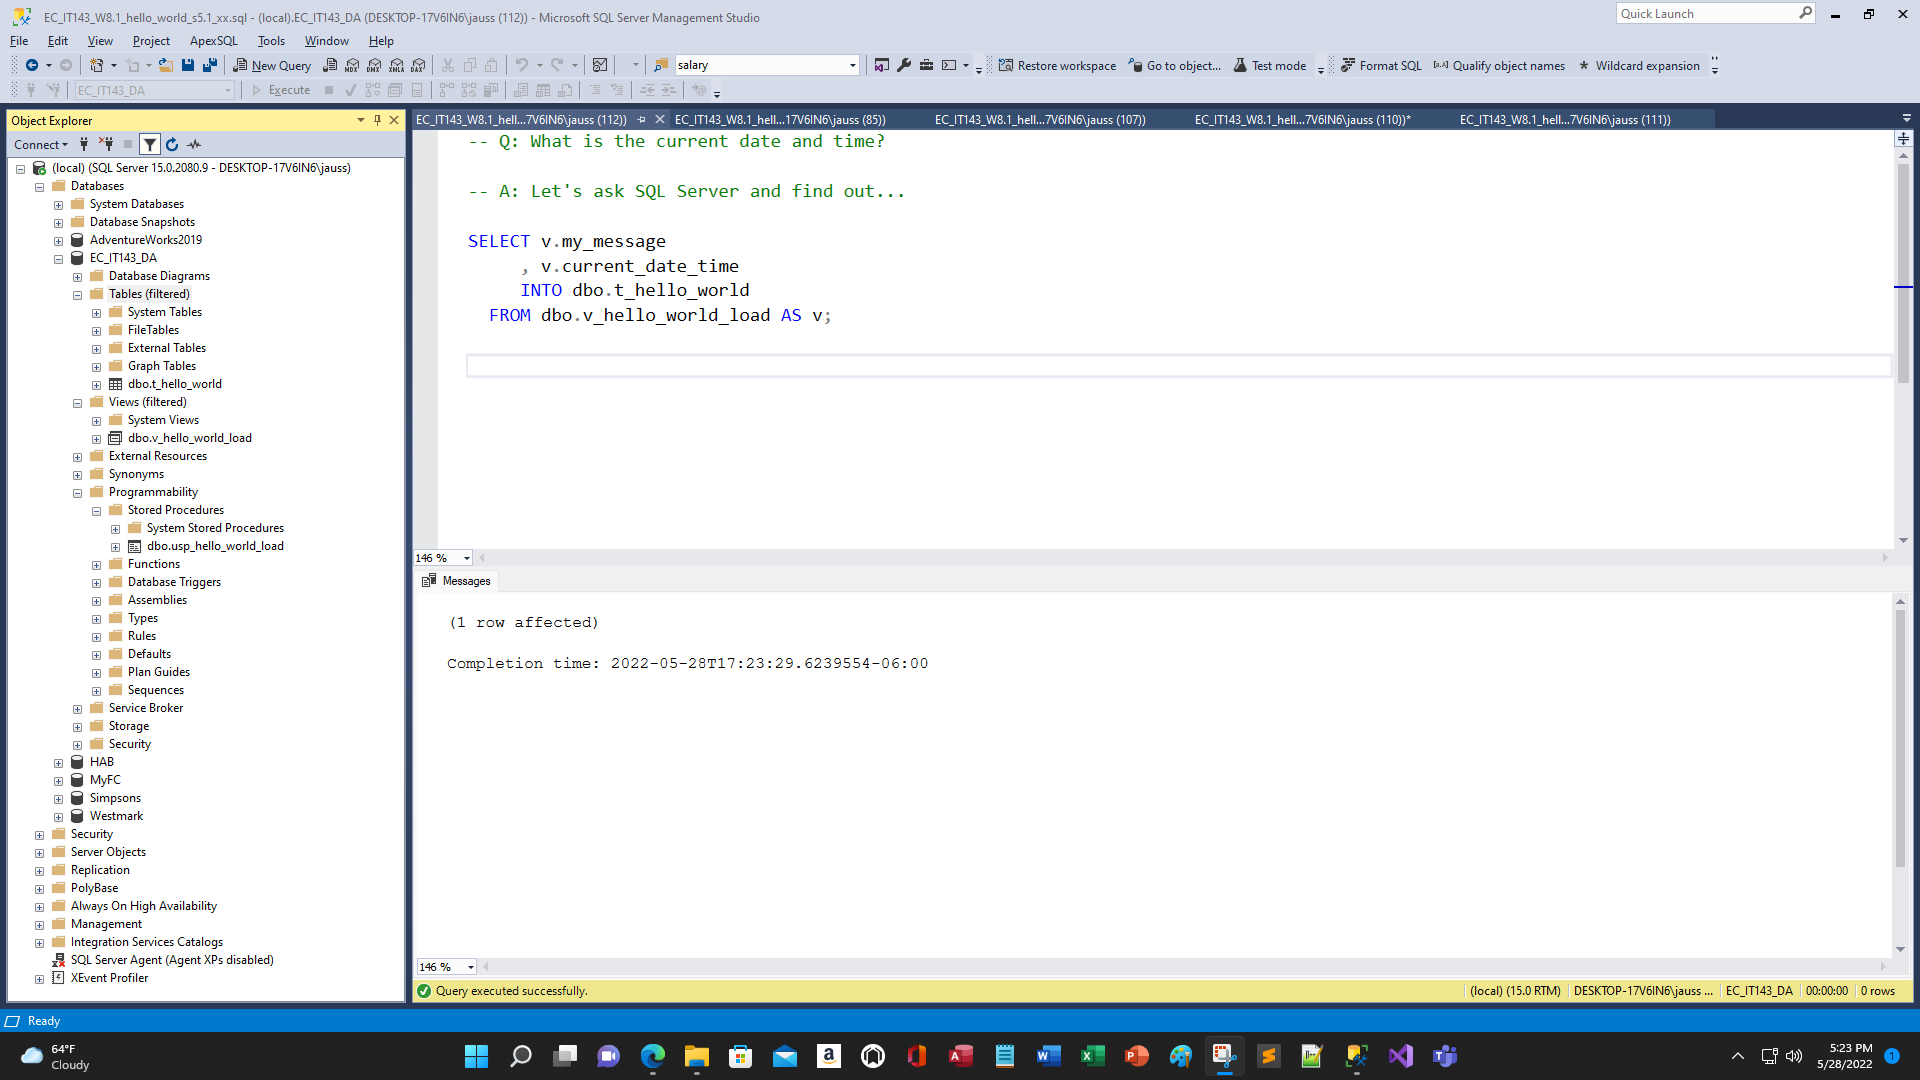 EC_IT143_W8.1_hello_world_s5.1_xx.sql - (local).EC_IT143_DA (DESKTOP-17V6IN6\jauss (112)) - Microsoft SQL Server Management Studio
Quick Launch
File Edit View Project ApexSQL Tools Window Help
New Query MDX DMX XMLA DAX salary Restore workspace Go to object... Test mode Format SQL Qualify object names Wildcard expansion
EC_IT143_DA Execute
Object Explorer
EC_IT143_W8.1_hell...7V6IN6\jauss (112)) EC_IT143_W8.1_hell...17V6IN6\jauss (85)) EC_IT143_W8.1_hell...7V6IN6\jauss (107)) EC_IT143_W8.1_hell...7V6IN6\jauss (110))* EC_IT143_W8.1_hell...7V6IN6\jauss (111))
Connect
(local) (SQL Server 15.0.2080.9 - DESKTOP-17V6IN6\jauss)
Databases
System Databases
Database Snapshots
AdventureWorks2019
EC_IT143_DA
Database Diagrams
Tables (filtered)
System Tables
FileTables
External Tables
Graph Tables
dbo.t_hello_world
Views (filtered)
System Views
dbo.v_hello_world_load
External Resources
Synonyms
Programmability
Stored Procedures
System Stored Procedures
dbo.usp_hello_world_load
Functions
Database Triggers
Assemblies
Types
Rules
Defaults
Plan Guides
Sequences
Service Broker
Storage
Security
HAB
MyFC
Simpsons
Westmark
Security
Server Objects
Replication
PolyBase
Always On High Availability
Management
Integration Services Catalogs
SQL Server Agent (Agent XPs disabled)
XEvent Profiler
-- Q: What is the current date and time?
-- A: Let's ask SQL Server and find out...
SELECT v.my_message
, v.current_date_time
INTO dbo.t_hello_world
FROM dbo.v_hello_world_load AS v;
146 %
Messages
(1 row affected)
Completion time: 2022-05-28T17:23:29.6239554-06:00
146 %
Query executed successfully. (local) (15.0 RTM) DESKTOP-17V6IN6\jauss ... EC_IT143_DA 00:00:00 0 rows
Ready
64°F
Cloudy
5:23 PM
5/28/2022
1